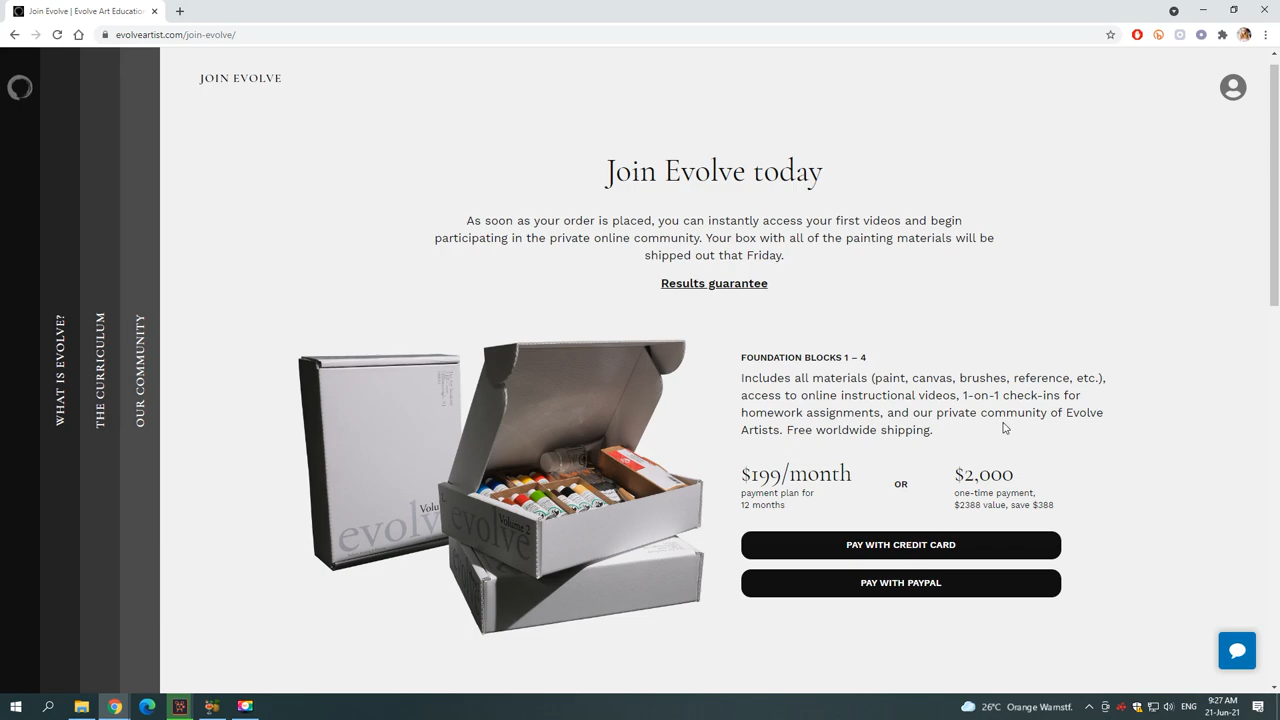 Join Evolve | Evolve Art Educatio
evolveartist.com/join-evolve/
JOIN EVOLVE
WHAT IS EVOLVE?
THE CURRICULUM
OUR COMMUNITY
Join Evolve today
As soon as your order is placed, you can instantly access your first videos and begin
participating in the private online community. Your box with all of the painting materials will be
shipped out that Friday.
Results guarantee
evolv
Volu
evolve
Volume 2
FOUNDATION BLOCKS 1 – 4
Includes all materials (paint, canvas, brushes, reference, etc.),
access to online instructional videos, 1-on-1 check-ins for
homework assignments, and our private community of Evolve
Artists. Free worldwide shipping.
$199/month
payment plan for
12 months
OR
$2,000
one-time payment,
$2388 value, save $388
PAY WITH CREDIT CARD
PAY WITH PAYPAL
26°C Orange Warnstf.
ENG
9:27 AM
21-Jun-21